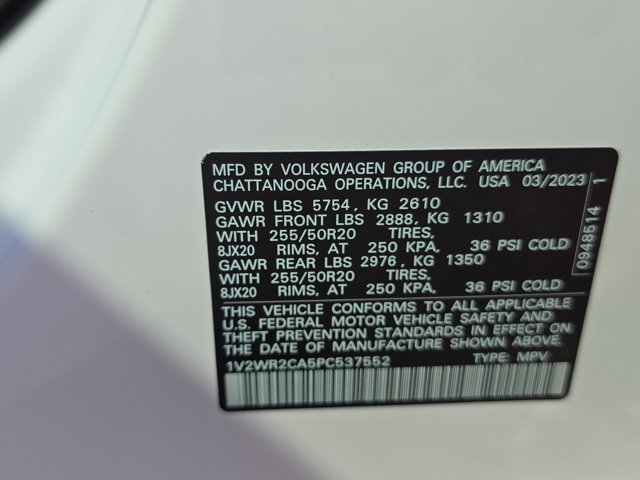 MFD BY VOLKSWAGEN GROUP OF AMERICA
CHATTANOOGA OPERATIONS, LLC. USA 03/2023
GVWR LBS 5754, KG 2610
GAWR FRONT LBS 2888, KG 1310
WITH 255/50R20 TIRES,
8JX20 RIMS, AT 250 KPA, 36 PSI COLD
GAWR REAR LBS 2976, KG 1350
WITH 255/50R20 TIRES,
8JX20 RIMS, AT 250 KPA, 36 PSI COLD
THIS VEHICLE CONFORMS TO ALL APPLICABLE
U.S. FEDERAL MOTOR VEHICLE SAFETY AND
THEFT PREVENTION STANDARDS IN EFFECT ON
THE DATE OF MANUFACTURE SHOWN ABOVE.
1V2WR2CA5PC537552 TYPE: MPV
0948514 1